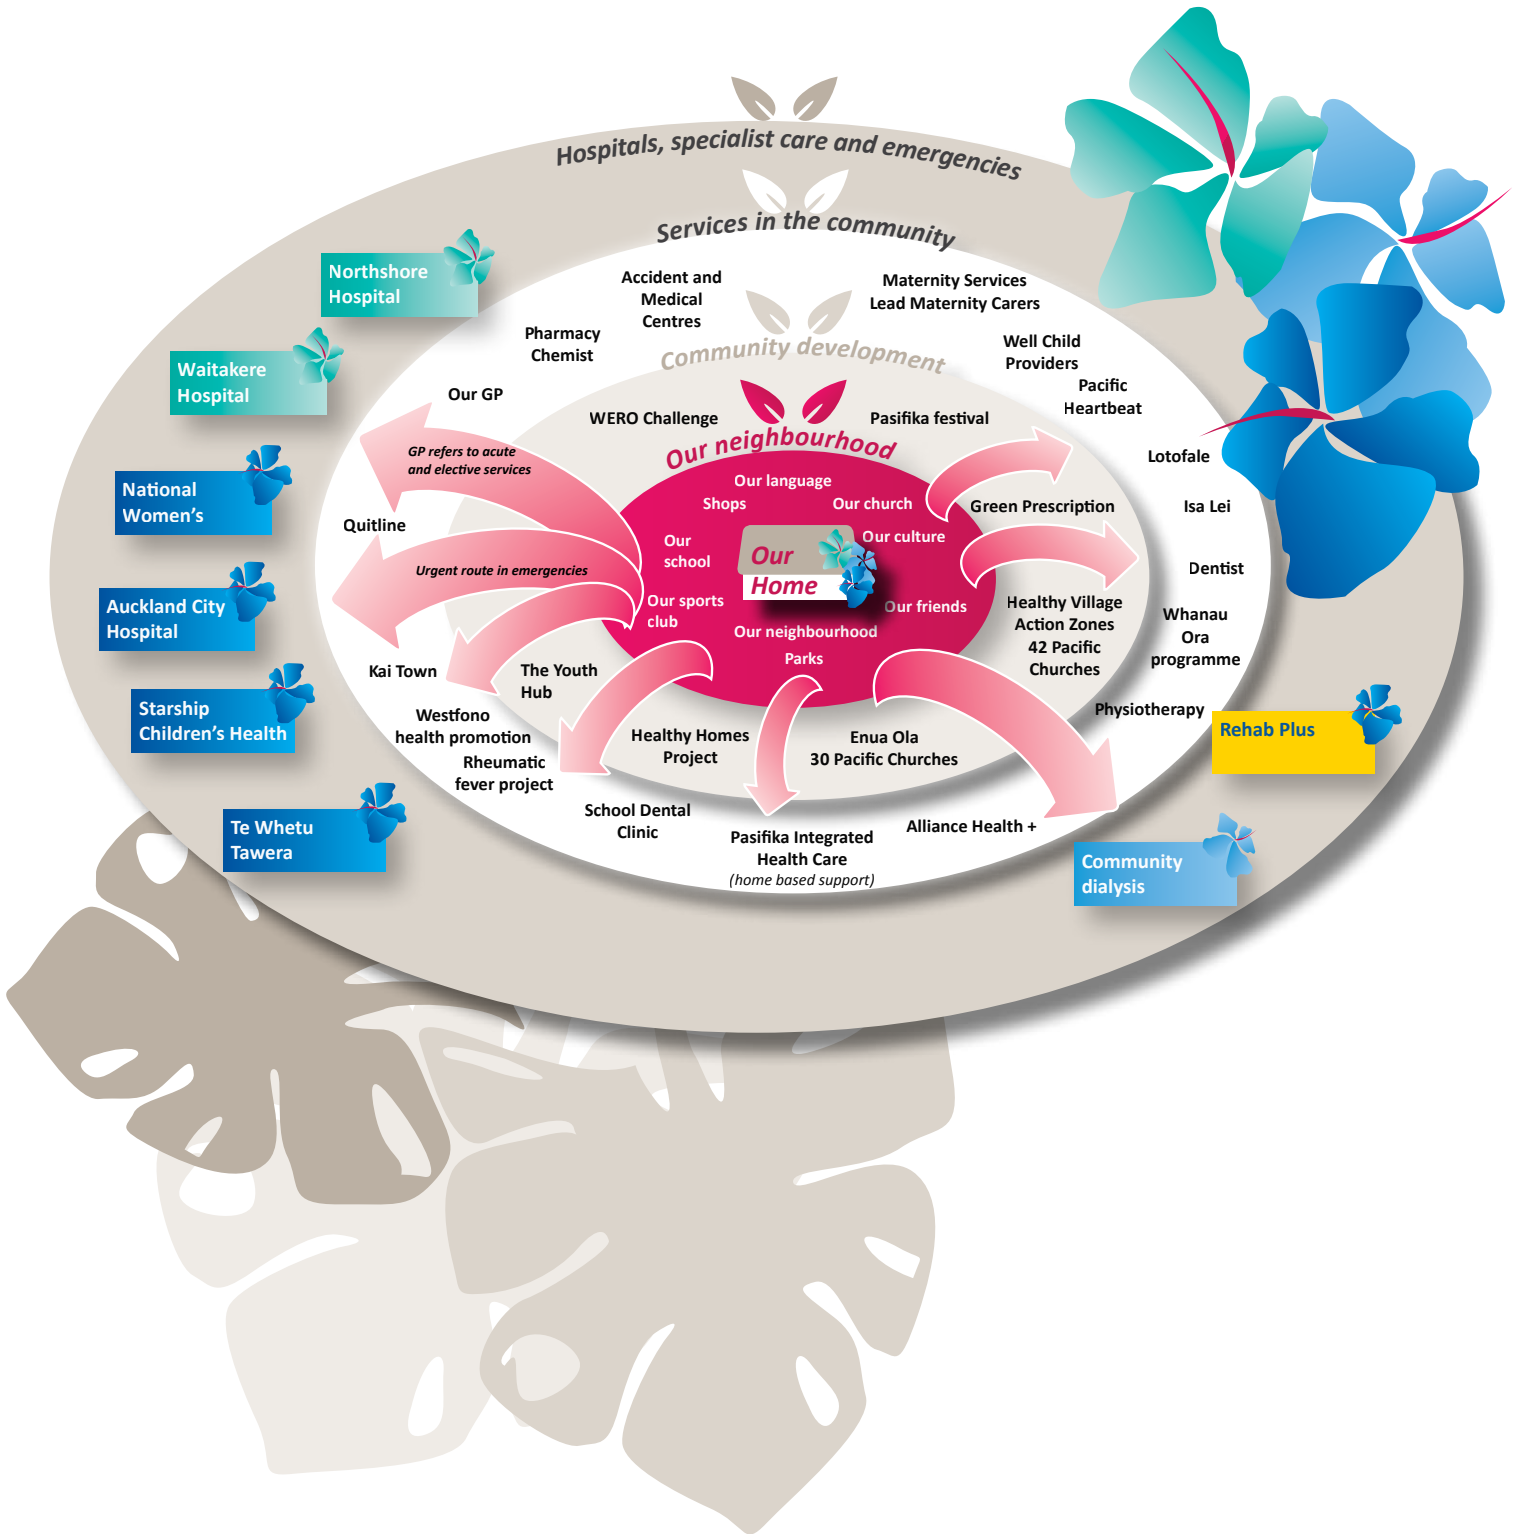 Hospitals, specialist care and emergencies
Services in the community
Northshore
Hospital
Accident and
Medical
Centres
Maternity Services
Lead Maternity Carers
Pharmacy
Chemist
Community development
Well Child
Providers
Waitakere
Hospital
Our GP
Pacific
Heartbeat
WERO Challenge
Pasifika festival
Our neighbourhood
GP refers to acute
and elective services
Lotofale
National
Women's
Our language
Shops
Our church
Green Prescription
Isa Lei
Quitline
Our
school
Our
Home
Our culture
Urgent route in emergencies
Dentist
Auckland City
Hospital
Our sports
club
Our friends
Healthy Village
Action Zones
42 Pacific
Churches
Whanau
Ora
programme
Our neighbourhood
Parks
Kai Town
The Youth
Hub
Starship
Children's Health
Westfono
health promotion
Physiotherapy
Rehab Plus
Healthy Homes
Project
Enua Ola
30 Pacific Churches
Rheumatic
fever project
School Dental
Clinic
Pasifika Integrated
Health Care
(home based support)
Alliance Health +
Te Whetu
Tawera
Community
dialysis